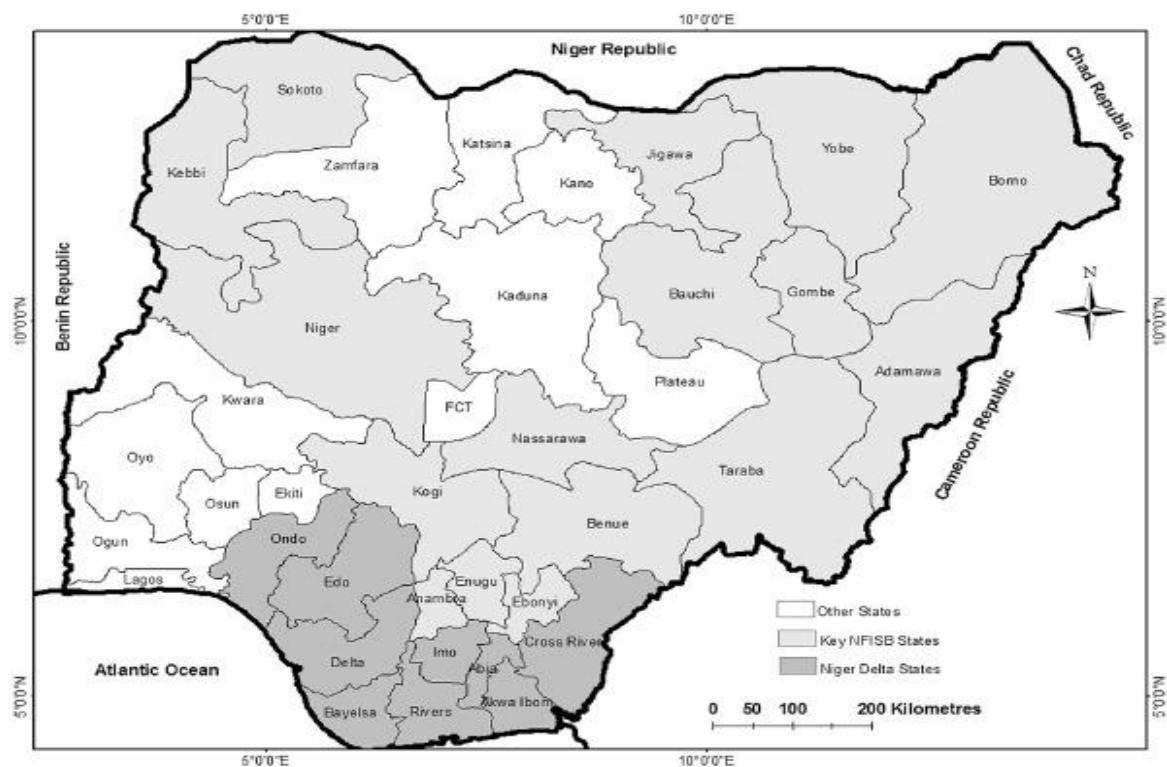 5°0'0"E
10°0'0"E
Niger Republic
Chad Republic
Sokoto
Katsina
Yobe
Jigawa
Zamfara
Kebbi
Kano
Borno
Benin Republic
N
Kaduna
Bauchi
Gombe
10°0'0"N
10°0'0"N
Niger
Adamawa
Plateau
Kwara
FCT
Cameroon Republic
Nassarawa
Oyo
Taraba
Kogi
Ekiti
Osun
Benue
Ogun
Ondo
Lagos
Edo
Enugu
Anambra
Ebonyi
Other States
Cross River
Key NFISB States
Imo
Delta
Abia
Niger Delta States
Atlantic Ocean
Akwa Ibom
5°0'0"N
5°0'0"N
Bayelsa
Rivers
0 50 100 200 Kilometres
5°0'0"E
10°0'0"E